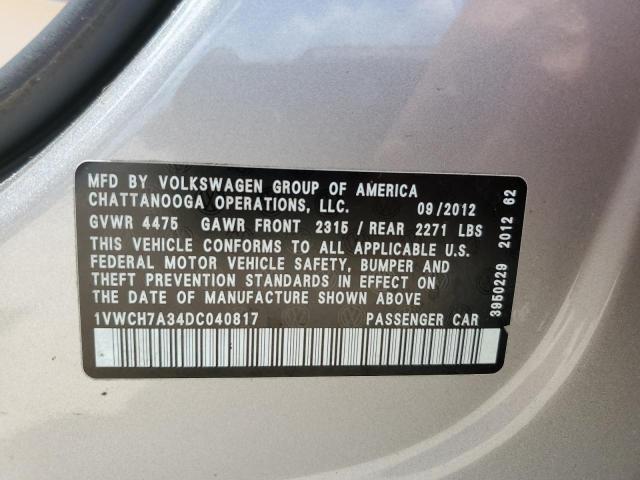 MFD BY VOLKSWAGEN GROUP OF AMERICA
CHATTANOOGA OPERATIONS, LLC. 09/2012
GVWR 4475 GAWR FRONT 2315 / REAR 2271 LBS
THIS VEHICLE CONFORMS TO ALL APPLICABLE U.S.
FEDERAL MOTOR VEHICLE SAFETY, BUMPER AND
THEFT PREVENTION STANDARDS IN EFFECT ON
THE DATE OF MANUFACTURE SHOWN ABOVE
1VWCH7A34DC040817 PASSENGER CAR
3950229 2012 62